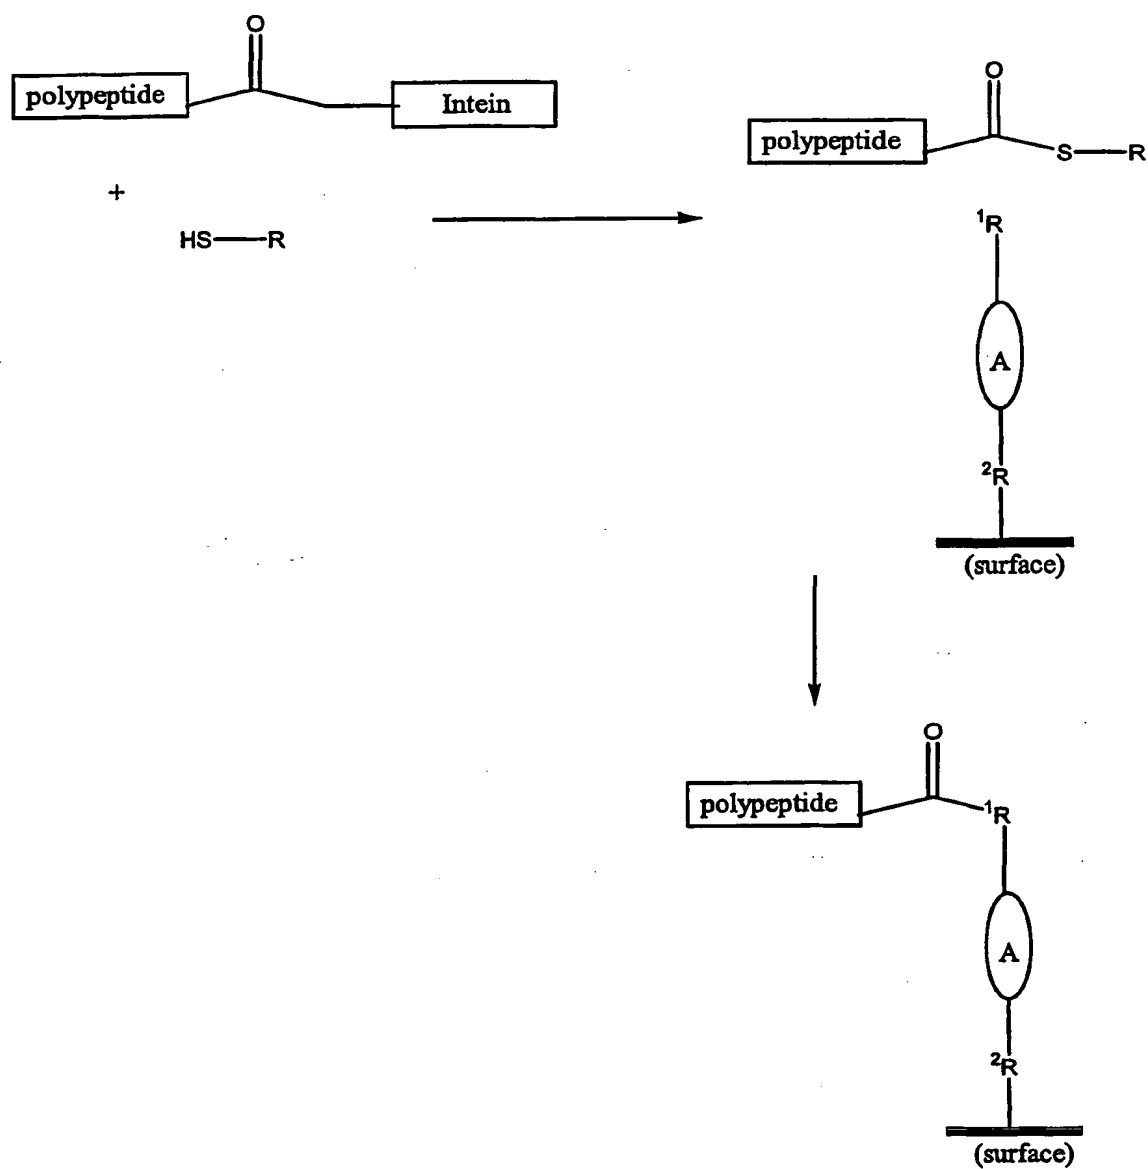 O
polypeptide
Intein
+
HS—R
O
polypeptide
S—R
¹R
A
²R
(surface)
O
polypeptide
¹R
A
²R
(surface)